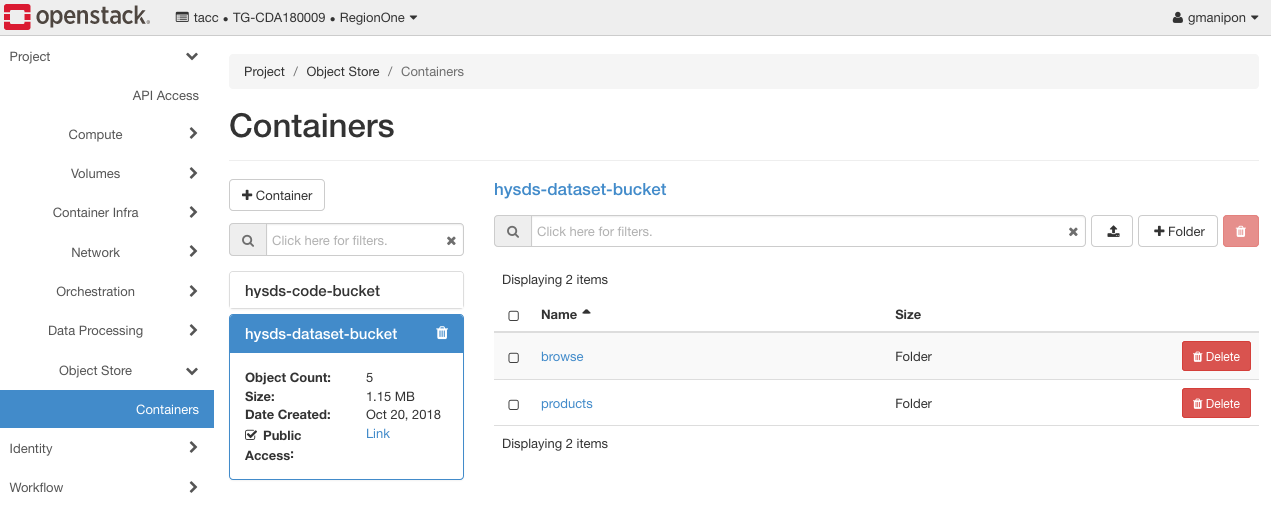 openstack. tacc • TG-CDA180009 • RegionOne gmanipon
Project
API Access
Compute
Volumes
Container Infra
Network
Orchestration
Data Processing
Object Store
Containers
Identity
Workflow
Project / Object Store / Containers
Containers
Container
Click here for filters.
hysds-code-bucket
hysds-dataset-bucket
Object Count: 5
Size: 1.15 MB
Date Created: Oct 20, 2018
Public Link
Access:
hysds-dataset-bucket
Click here for filters. Folder
Displaying 2 items
Name Size
browse Folder Delete
products Folder Delete
Displaying 2 items